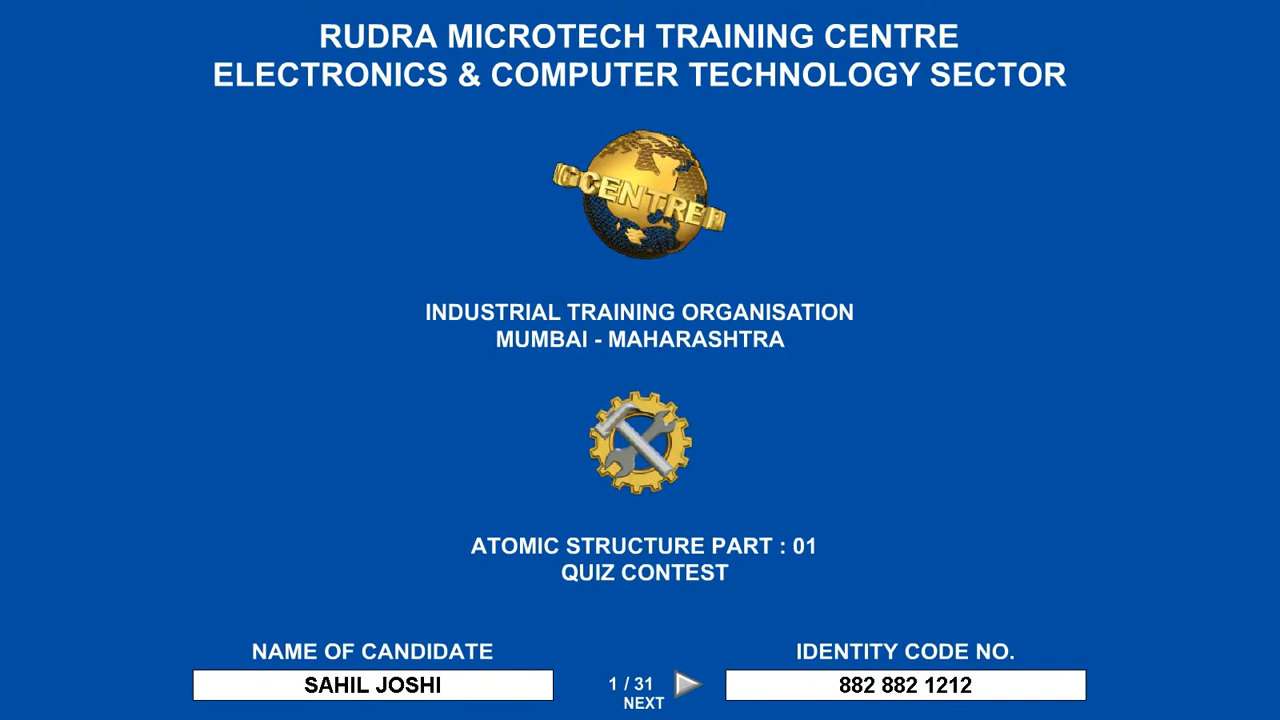 RUDRA MICROTECH TRAINING CENTRE
ELECTRONICS & COMPUTER TECHNOLOGY SECTOR
CENTRE
INDUSTRIAL TRAINING ORGANISATION
MUMBAI - MAHARASHTRA
ATOMIC STRUCTURE PART : 01
QUIZ CONTEST
NAME OF CANDIDATE
IDENTITY CODE NO.
SAHIL JOSHI
1 / 31
882 882 1212
NEXT